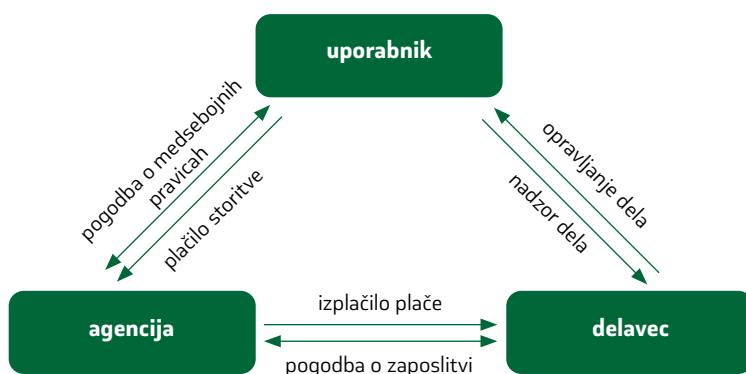 uporabnik
pogodba o medsebojnih
pravicah
plačilo storitve
opravljanje dela
nadzor dela
agencija
izplačilo plače
delavec
pogodba o zaposlitvi